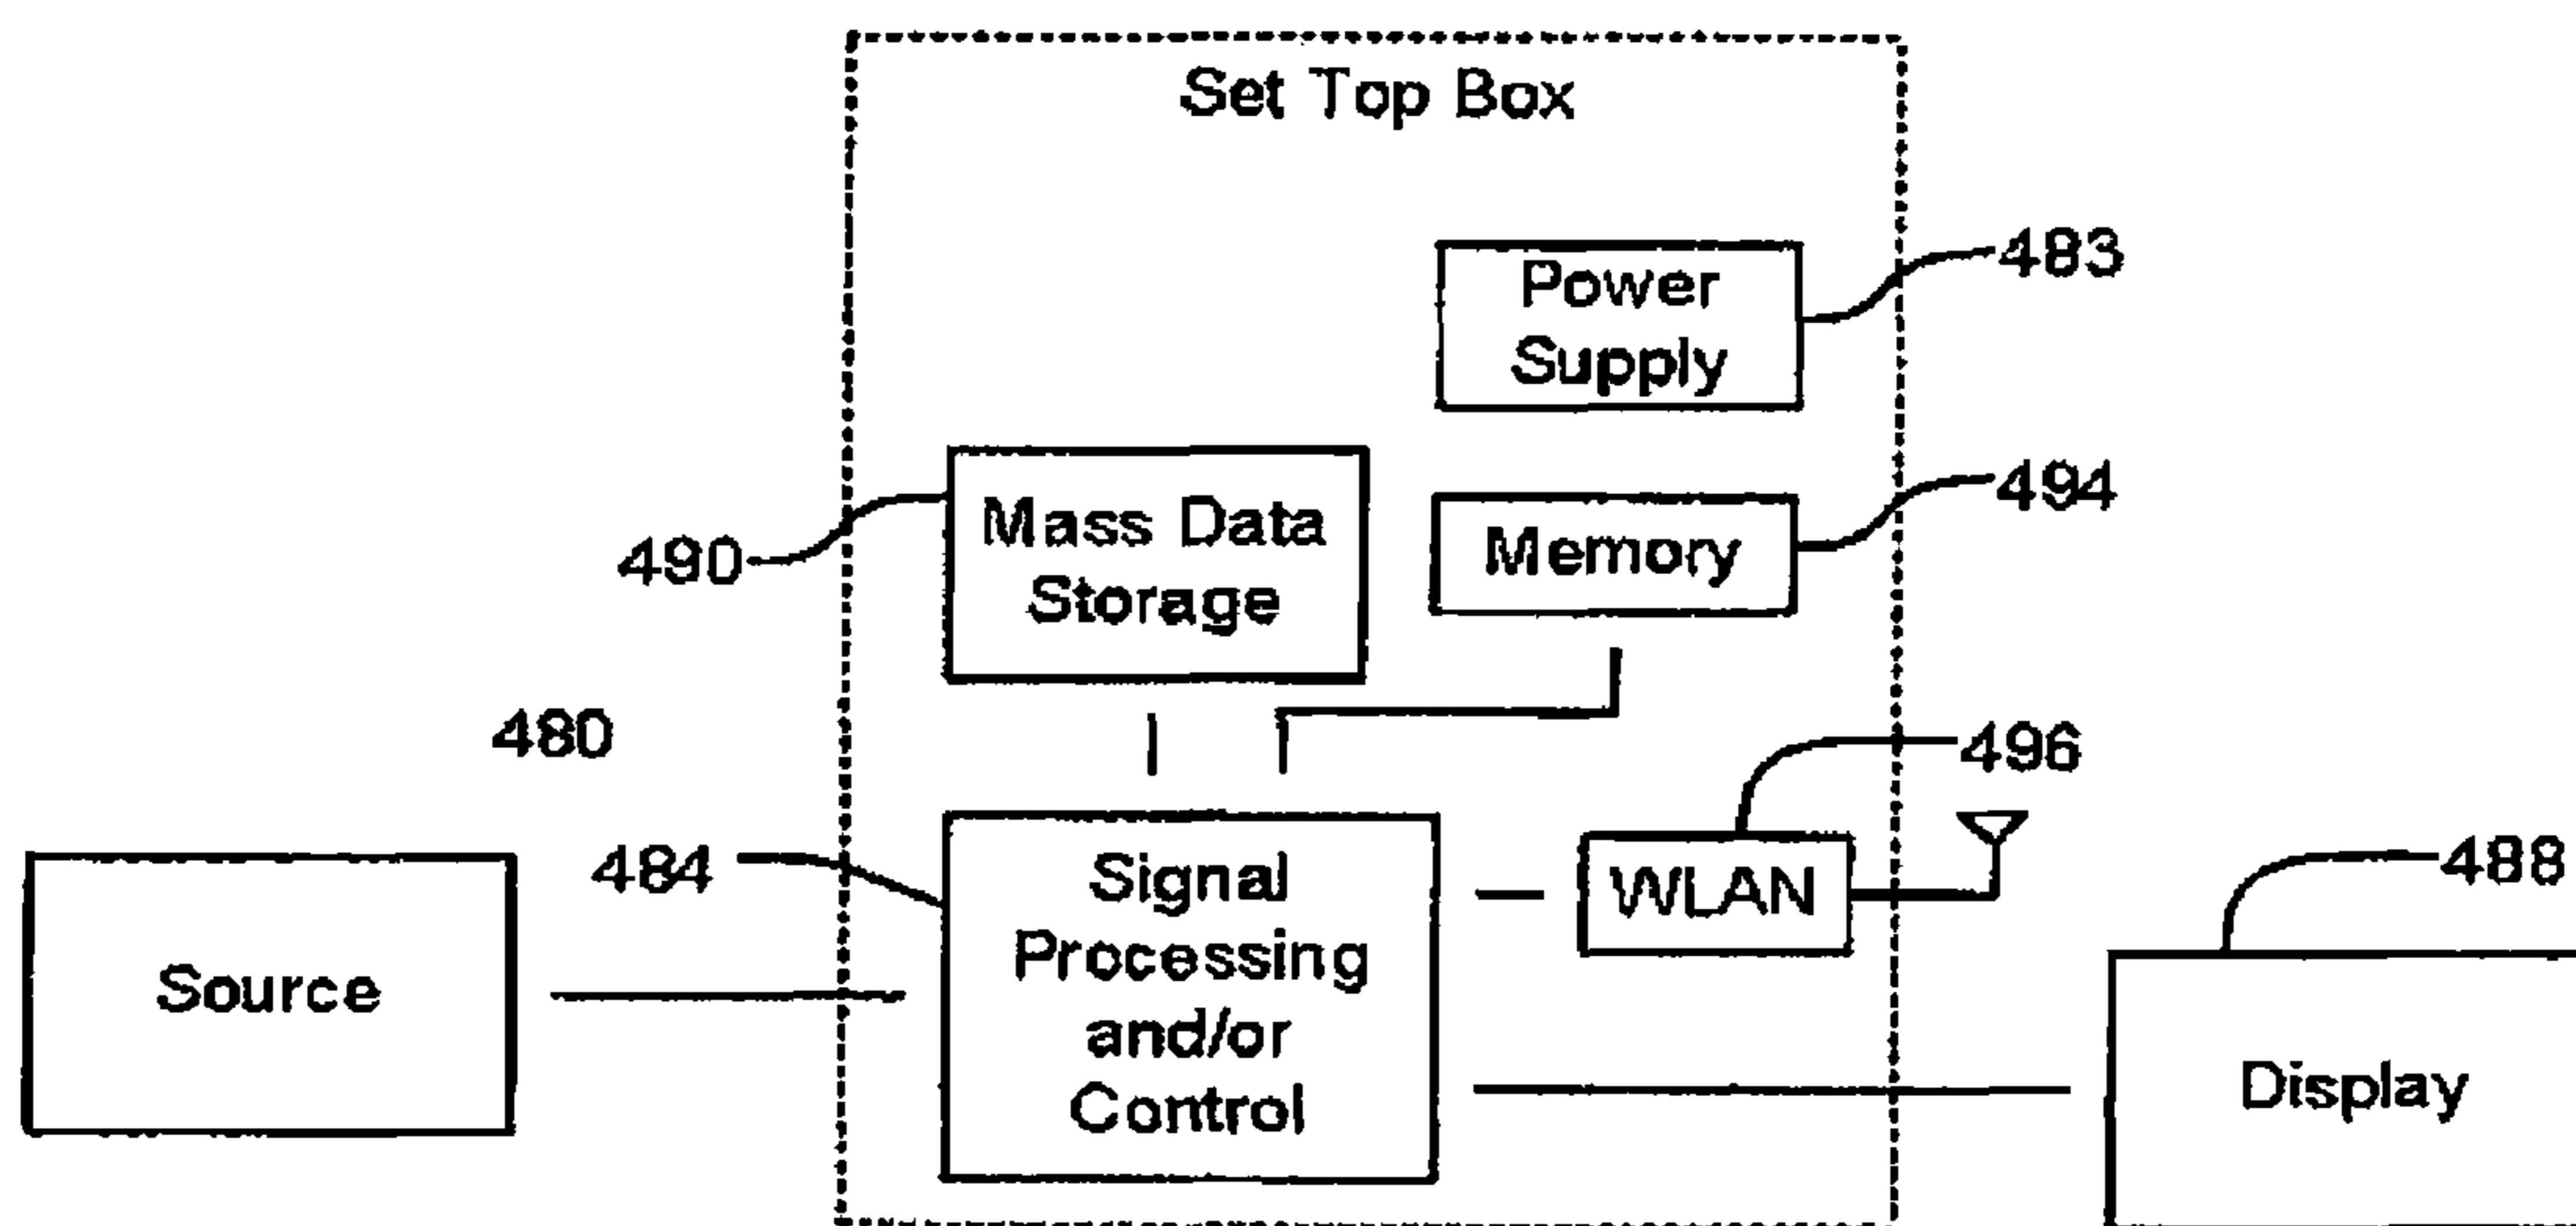 Set Top Box
Power
Supply
483
Mass Data
Storage
490
Memory
494
480
496
484
Source
Signal
Processing
and/or
Control
WLAN
488
Display